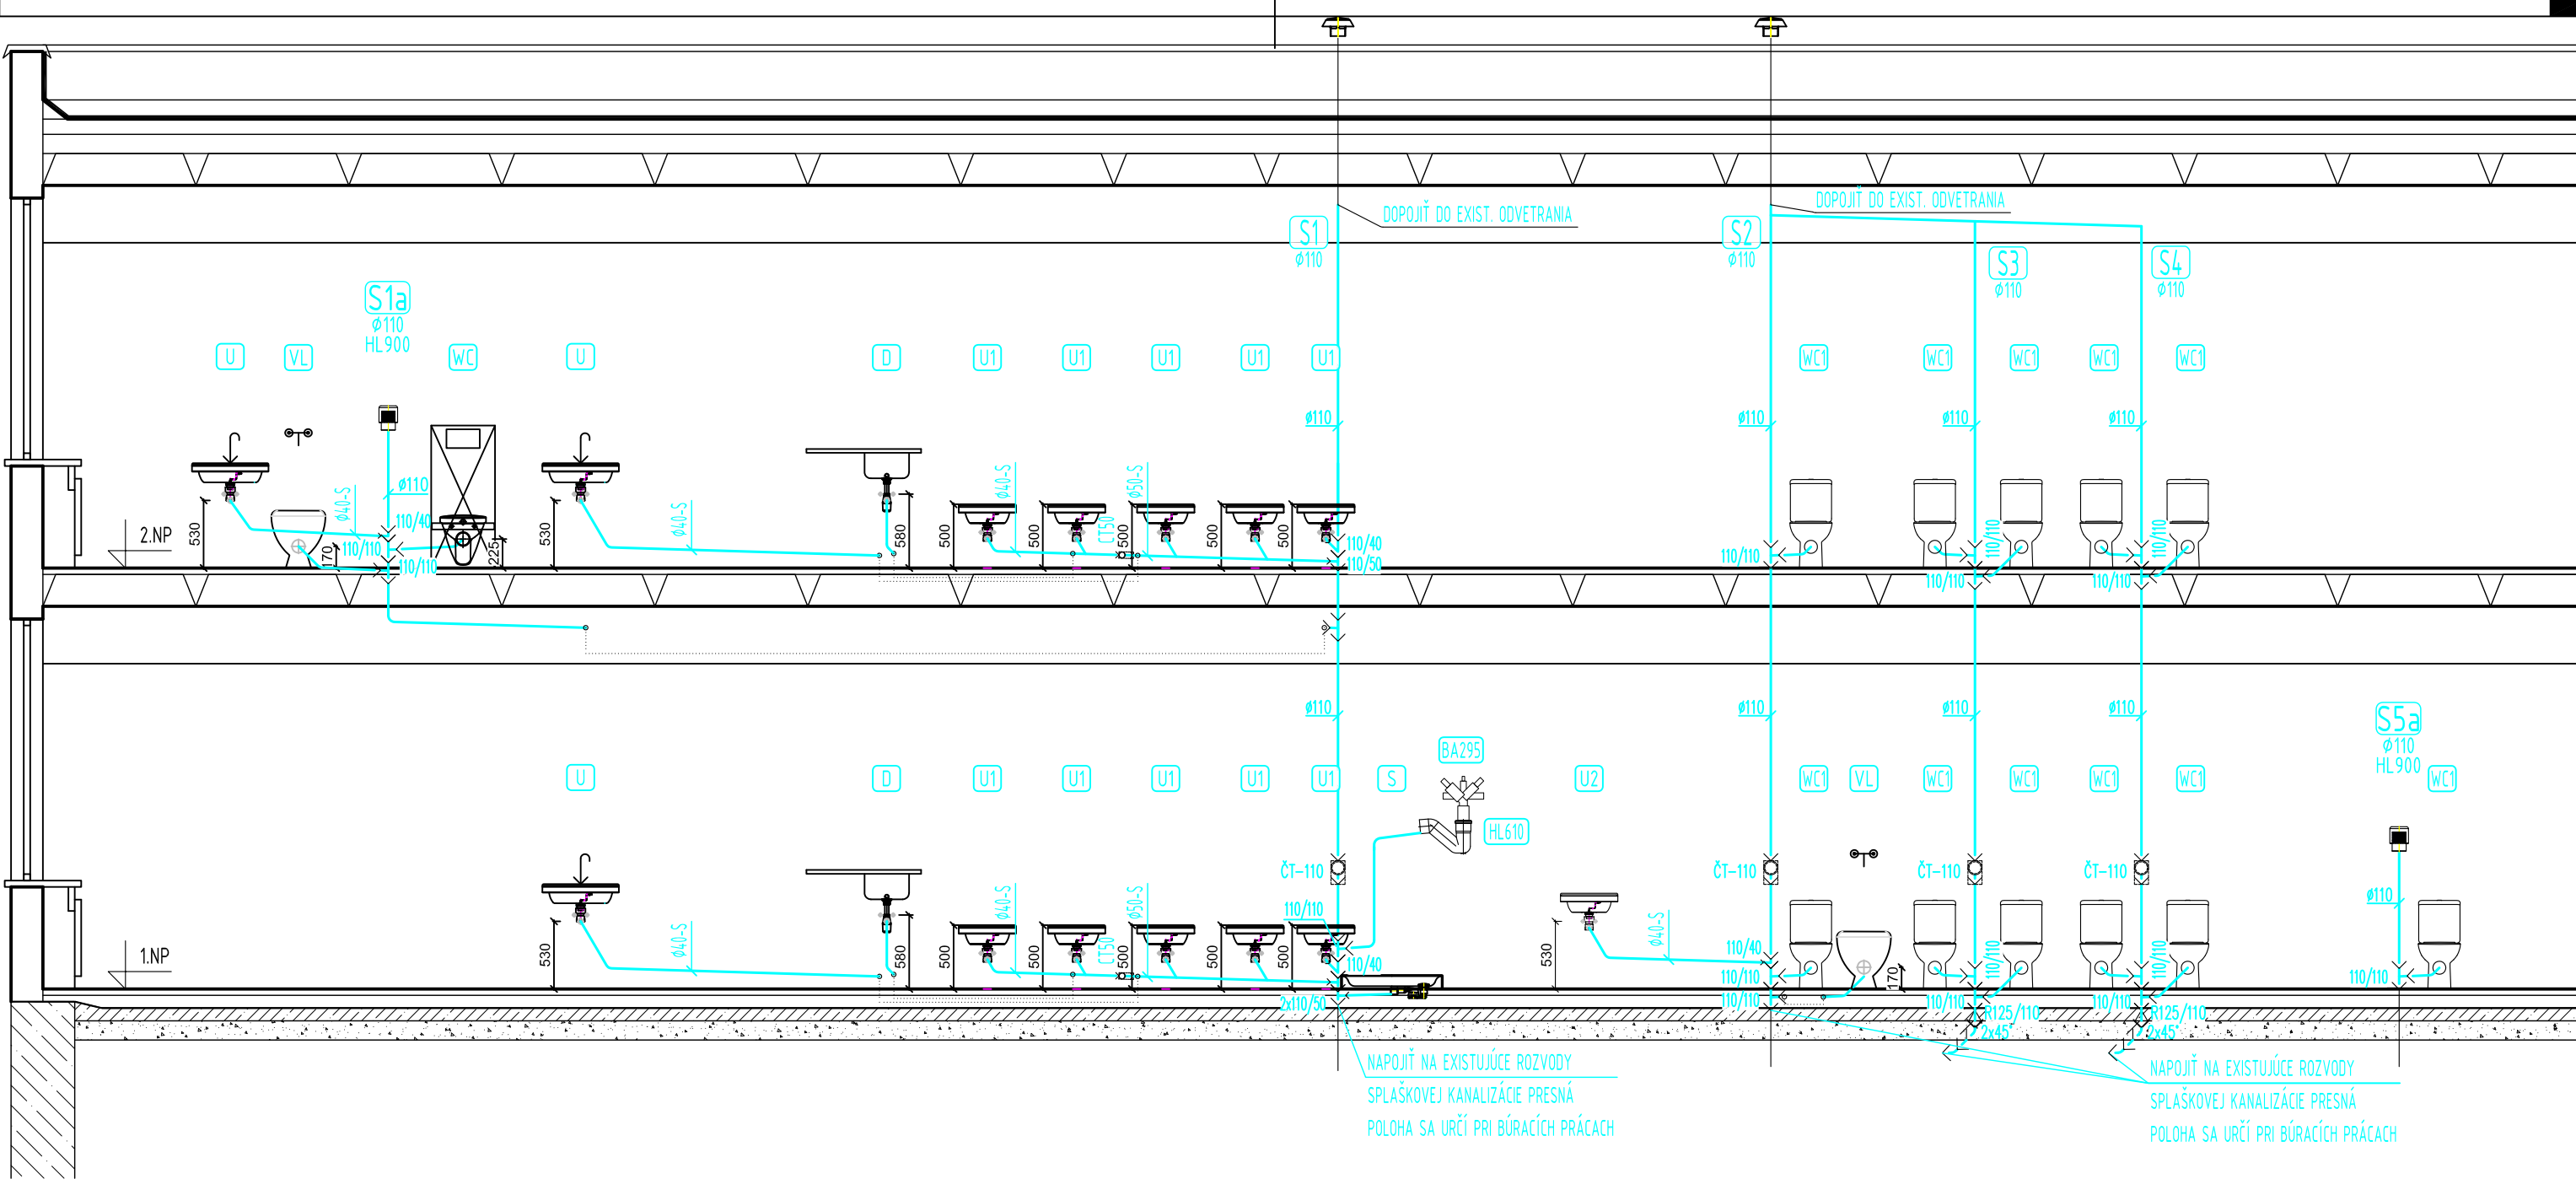 DOPOJIŤ DO EXIST. ODVETRANIA
DOPOJIŤ DO EXIST. ODVETRANIA
S1
ø110
S2
ø110
S3
ø110
S4
ø110
S1a
ø110
HL900
U
VL
WC
U
D
U1
U1
U1
U1
U1
WC1
WC1
WC1
WC1
WC1
ø110
ø110
ø110
ø110
2.NP
530
ø40-S
ø110
110/40
110/110
110/110
170
225
530
ø40-S
580
500
ø40-S
500
CT50
500
ø50-S
500
500
110/40
110/50
110/110
110/110
110/110
110/110
110/110
ø110
ø110
ø110
ø110
S5a
ø110
HL900
U
D
U1
U1
U1
U1
U1
S
BA295
HL610
U2
WC1
VL
WC1
WC1
WC1
WC1
WC1
ČT-110
ČT-110
ČT-110
ČT-110
ø110
1.NP
530
ø40-S
580
500
ø40-S
500
CT50
500
ø50-S
500
500
110/110
110/40
2x110/50
530
ø40-S
110/40
110/110
110/110
170
110/110
110/110
R125/110
2x45°
110/110
110/110
R125/110
2x45°
110/110
NAPOJIŤ NA EXISTUJÚCE ROZVODY
SPLAŠKOVEJ KANALIZÁCIE PRESNÁ
POLOHA SA URČÍ PRI BÚRACÍCH PRÁCACH
NAPOJIŤ NA EXISTUJÚCE ROZVODY
SPLAŠKOVEJ KANALIZÁCIE PRESNÁ
POLOHA SA URČÍ PRI BÚRACÍCH PRÁCACH